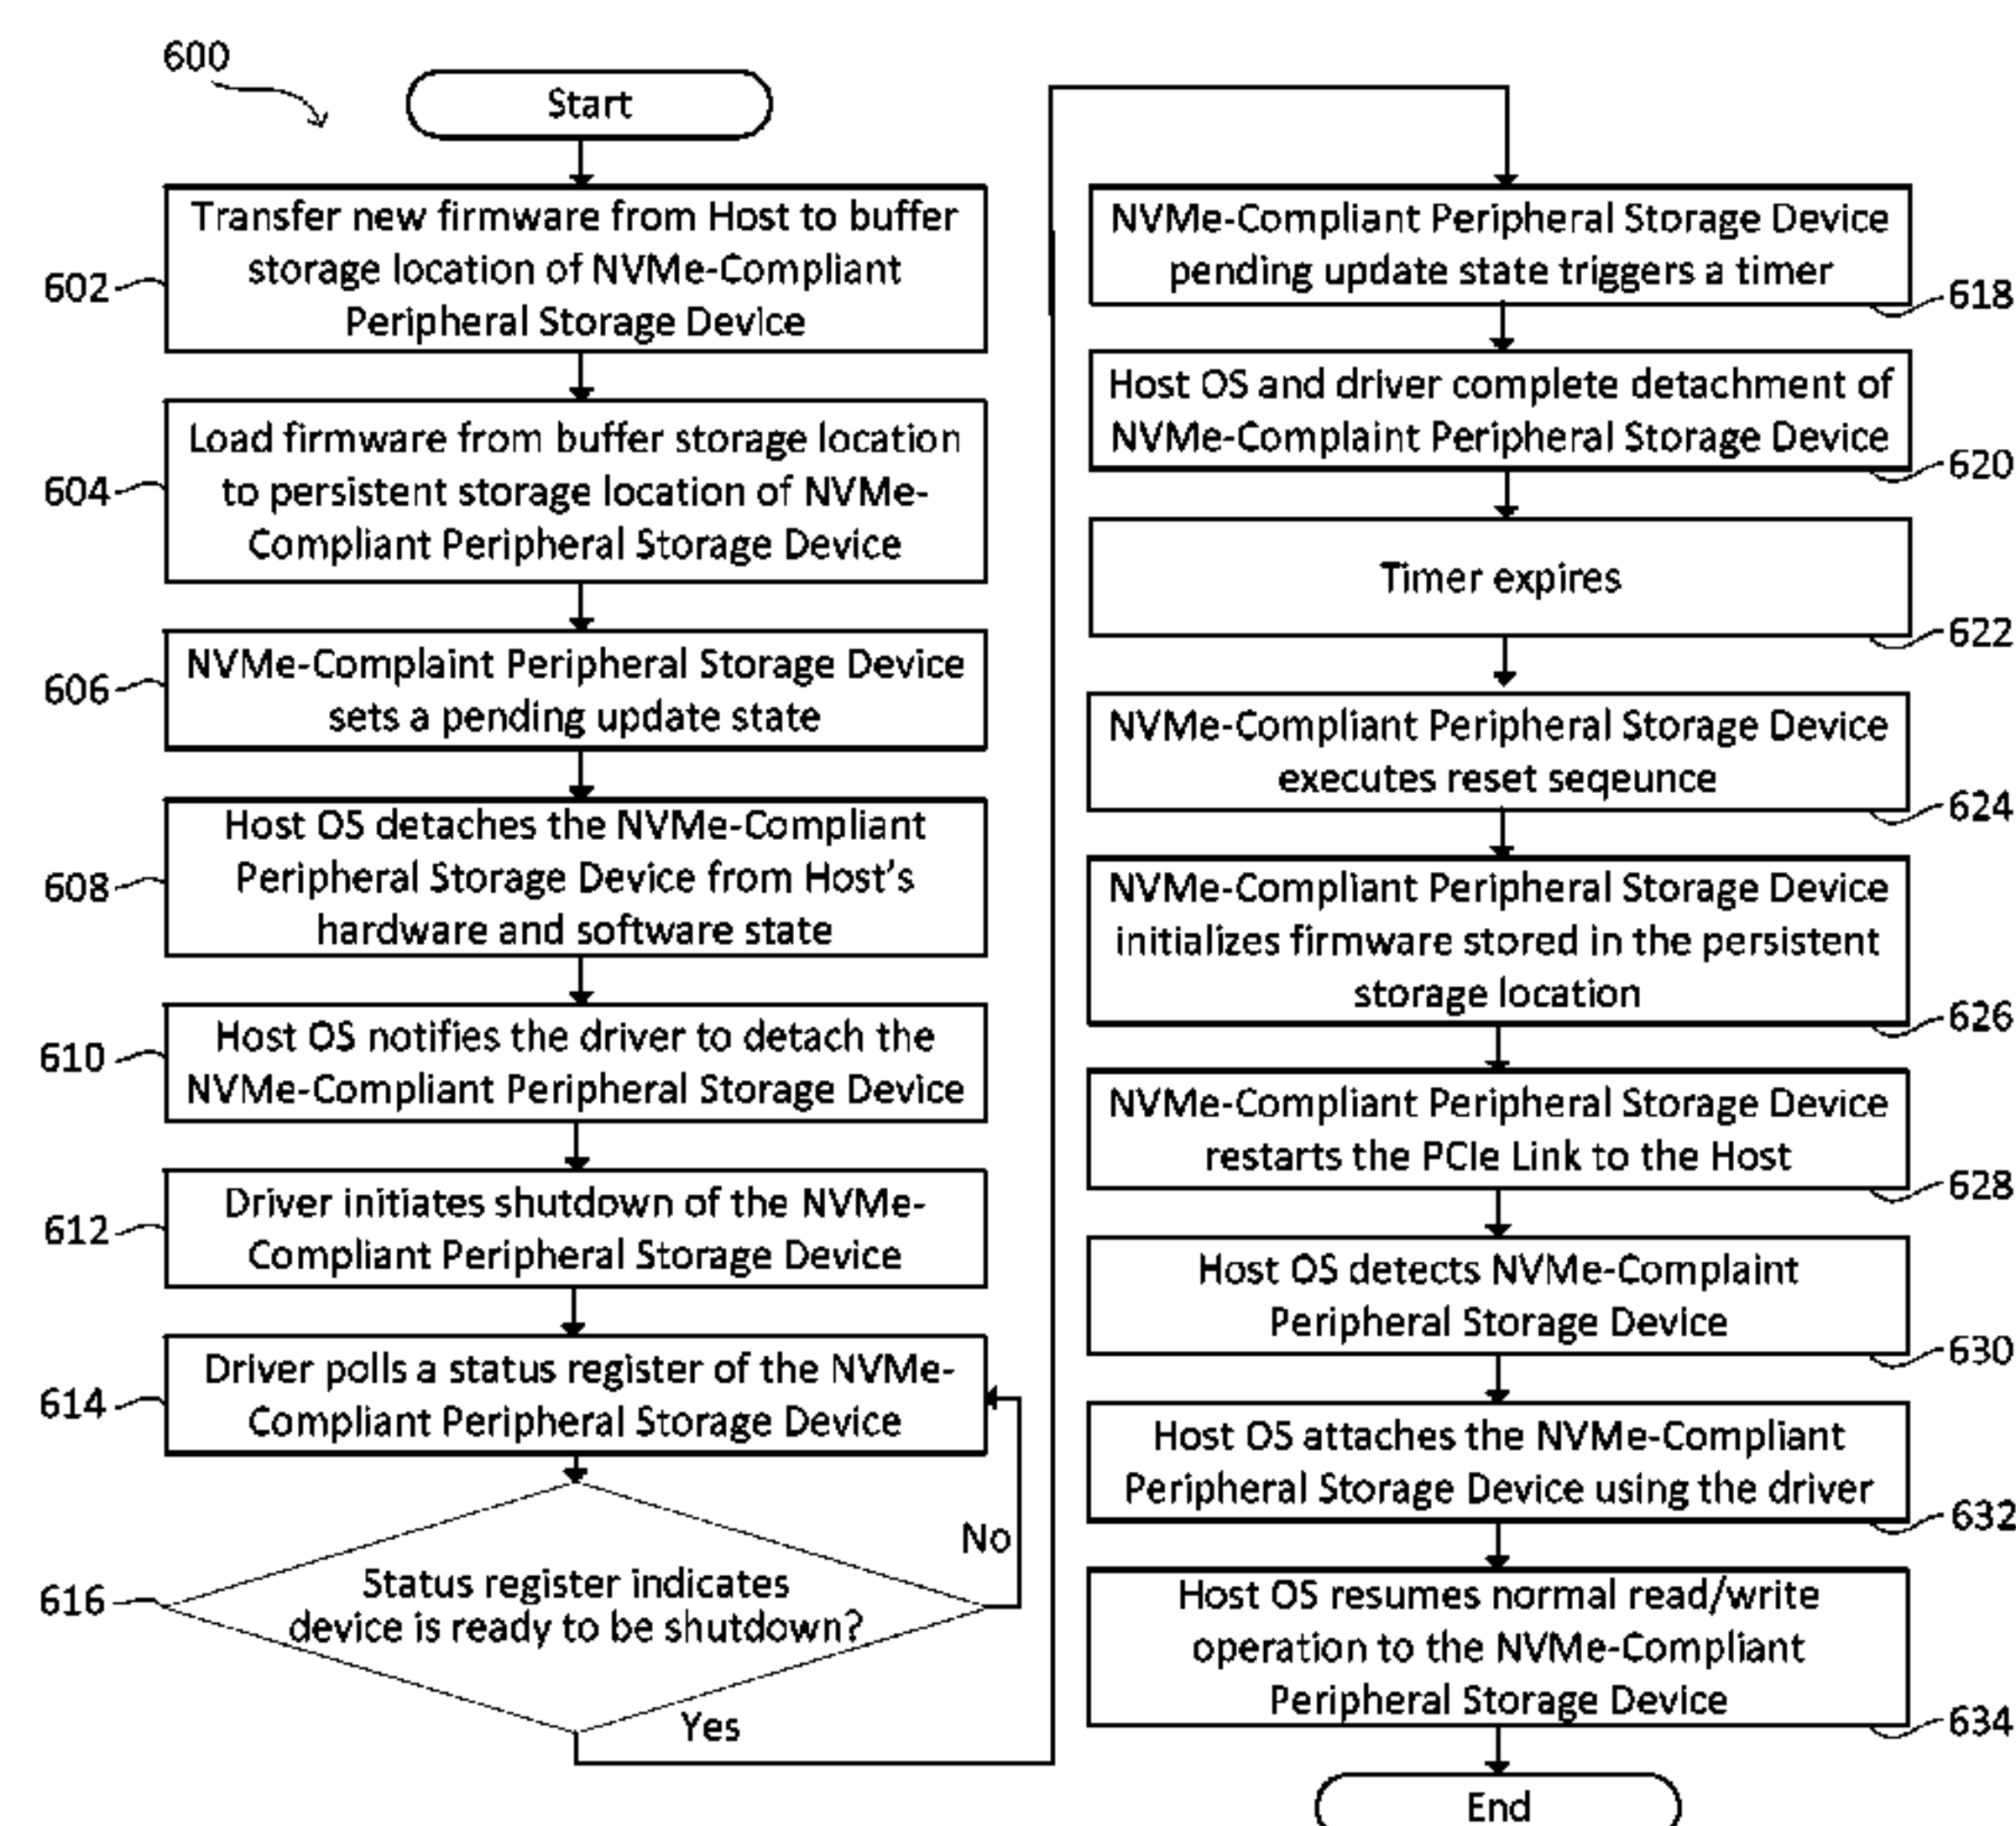 600
Start
Transfer new firmware from Host to buffer
storage location of NVMe-Compliant
Peripheral Storage Device
602
Load firmware from buffer storage location
to persistent storage location of NVMe-
Compliant Peripheral Storage Device
604
NVMe-Complaint Peripheral Storage Device
sets a pending update state
606
Host OS detaches the NVMe-Compliant
Peripheral Storage Device from Host's
hardware and software state
608
Host OS notifies the driver to detach the
NVMe-Compliant Peripheral Storage Device
610
Driver initiates shutdown of the NVMe-
Compliant Peripheral Storage Device
612
Driver polls a status register of the NVMe-
Compliant Peripheral Storage Device
614
No
Status register indicates
device is ready to be shutdown?
616
Yes
NVMe-Compliant Peripheral Storage Device
pending update state triggers a timer
618
Host OS and driver complete detachment of
NVMe-Complaint Peripheral Storage Device
620
Timer expires
622
NVMe-Compliant Peripheral Storage Device
executes reset seqeunce
624
NVMe-Compliant Peripheral Storage Device
initializes firmware stored in the persistent
storage location
626
NVMe-Compliant Peripheral Storage Device
restarts the PCIe Link to the Host
628
Host OS detects NVMe-Complaint
Peripheral Storage Device
630
Host OS attaches the NVMe-Compliant
Peripheral Storage Device using the driver
632
Host OS resumes normal read/write
operation to the NVMe-Compliant
Peripheral Storage Device
634
End